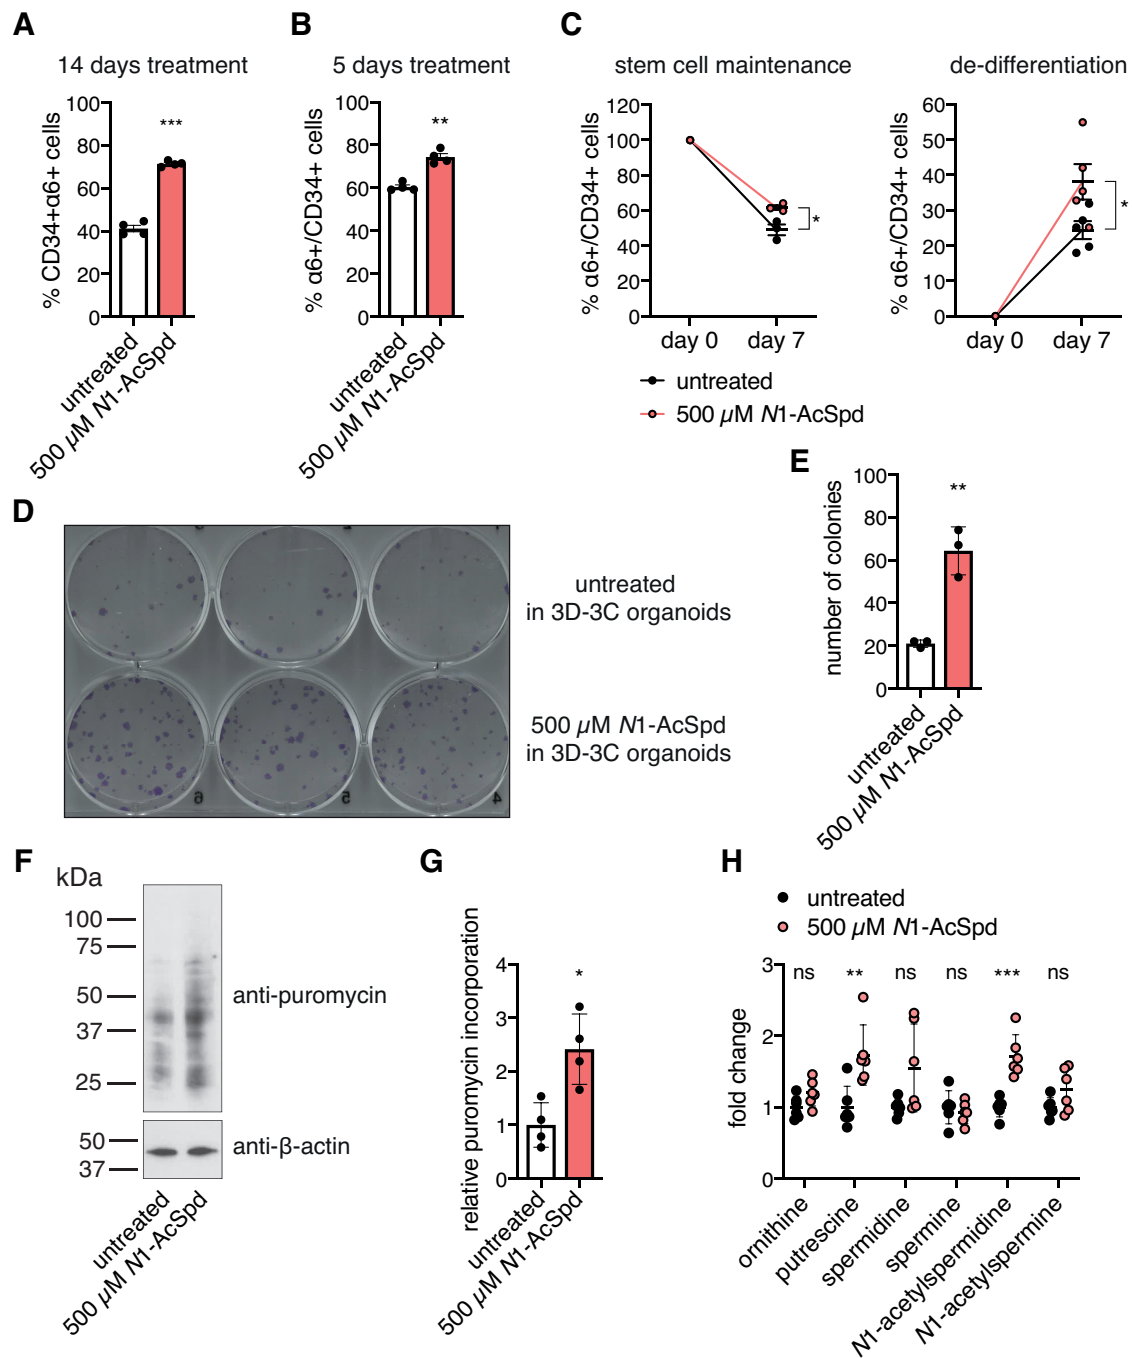 A
14 days treatment
% CD34+α6+ cells
100
80
60
40
20
0
***
untreated
500 µM N1-AcSpd
B
5 days treatment
% α6+/CD34+ cells
100
80
60
40
20
0
**
untreated
500 µM N1-AcSpd
C
stem cell maintenance
% α6+/CD34+ cells
120
100
80
60
40
20
0
*
day 0
day 7
de-differentiation
% α6+/CD34+ cells
60
50
40
30
20
10
0
*
day 0
day 7
untreated
500 µM N1-AcSpd
D
6
5
4
untreated
in 3D-3C organoids
500 µM N1-AcSpd
in 3D-3C organoids
E
number of colonies
100
80
60
40
20
0
**
untreated
500 µM N1-AcSpd
F
kDa
100
75
50
37
25
anti-puromycin
50
37
anti-β-actin
untreated
500 µM N1-AcSpd
G
relative puromycin incorporation
4
3
2
1
0
*
untreated
500 µM N1-AcSpd
H
untreated
500 µM N1-AcSpd
fold change
3
2
1
0
ns
**
ns
ns
***
ns
ornithine
putrescine
spermidine
spermine
N1-acetylspermidine
N1-acetylspermine